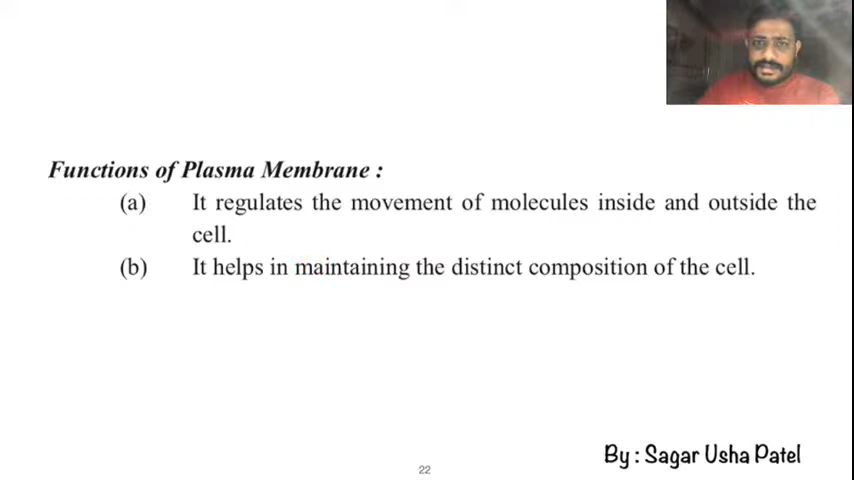 Functions of Plasma Membrane :
(a) It regulates the movement of molecules inside and outside the
cell.
(b) It helps in maintaining the distinct composition of the cell.
By : Sagar Usha Patel
22